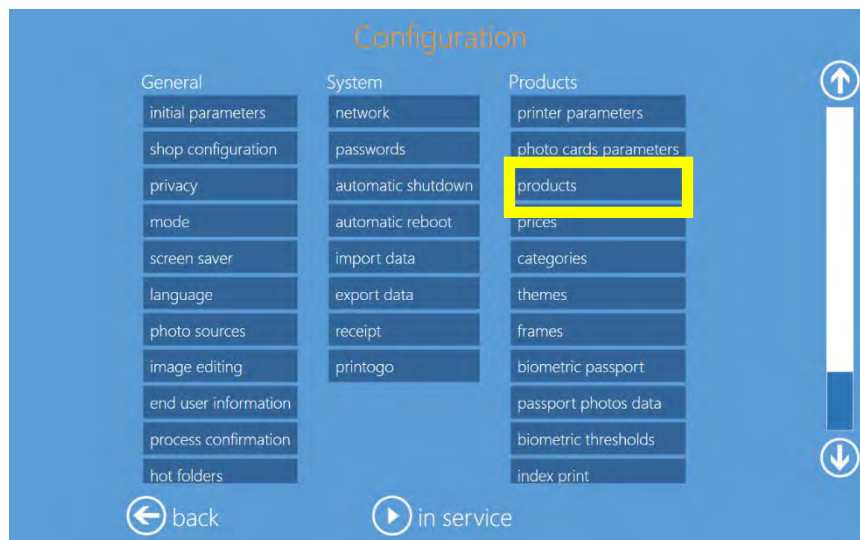 Configuration
General
initial parameters
shop configuration
privacy
mode
screen saver
language
photo sources
image editing
end user information
process confirmation
hot folders
System
network
passwords
automatic shutdown
automatic reboot
import data
export data
receipt
printogo
Products
printer parameters
photo cards parameters
products
prices
categories
themes
frames
biometric passport
passport photos data
biometric thresholds
index print
back
in service